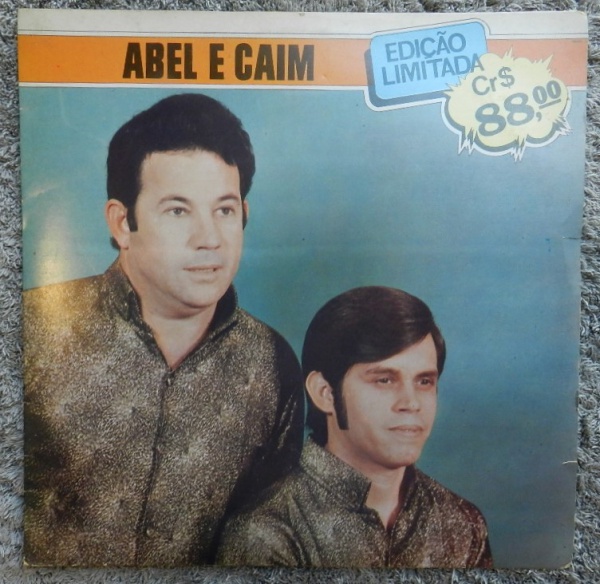 ABEL E CAIM
EDIÇÃO
LIMITADA
Cr$
88,00